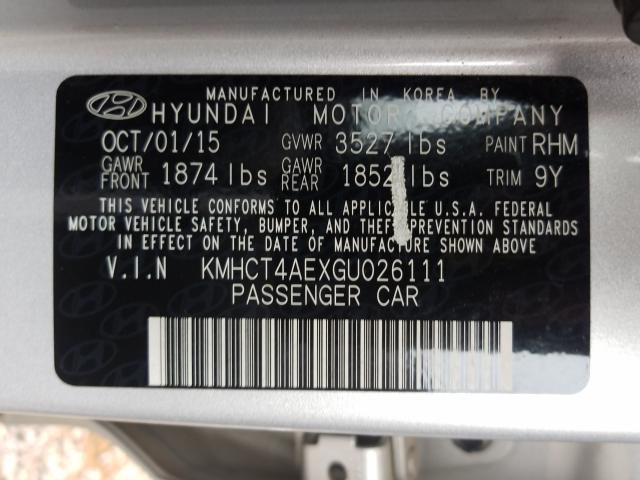 MANUFACTURED IN KOREA BY
HYUNDAI MOTOR COMPANY
OCT/01/15 GVWR 3527 lbs PAINT RHM
GAWR FRONT 1874 lbs GAWR REAR 1852 lbs TRIM 9Y
THIS VEHICLE CONFORMS TO ALL APPLICABLE U.S.A. FEDERAL
MOTOR VEHICLE SAFETY, BUMPER, AND THEFT PREVENTION STANDARDS
IN EFFECT ON THE DATE OF MANUFACTURE SHOWN ABOVE.
V.I.N KMHCT4AEXGU026111
PASSENGER CAR